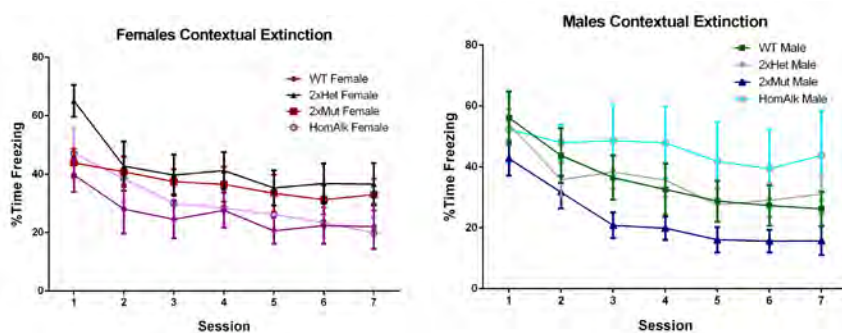 Females Contextual Extinction
80
60
40
20
0
%Time Freezing
WT Female
2xHet Female
2xMut Female
HomAlk Female
1 2 3 4 5 6 7
Session
Males Contextual Extinction
80
60
40
20
0
%Time Freezing
WT Male
2xHet Male
2xMut Male
HomAlk Male
1 2 3 4 5 6 7
Session